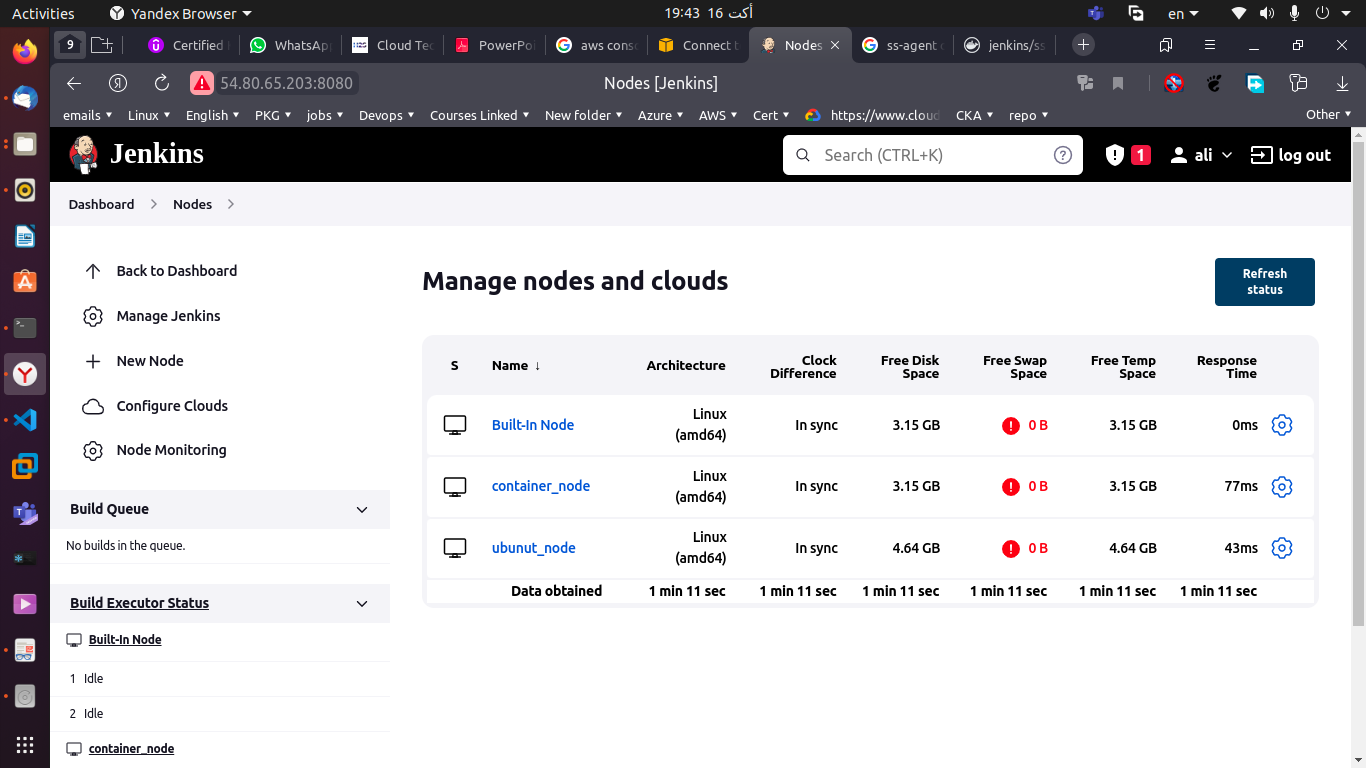 Activities
Yandex Browser
19:43 16 أكت
en
9
Certified
WhatsApp
Cloud Tec
PowerPoi
aws cons
Connect t
Nodes
ss-agent
jenkins/ss
54.80.65.203:8080
Nodes [Jenkins]
emails Linux English PKG jobs Devops Courses Linked New folder Azure AWS Cert https://www.cloud CKA repo Other
Jenkins
Search (CTRL+K)
1
ali
log out
Dashboard Nodes
Back to Dashboard
Manage Jenkins
New Node
Configure Clouds
Node Monitoring
Build Queue
No builds in the queue.
Build Executor Status
Built-In Node
1 Idle
2 Idle
container_node
Manage nodes and clouds
Refresh
status
S Name ↓ Architecture Clock Difference Free Disk Space Free Swap Space Free Temp Space Response Time
Built-In Node Linux (amd64) In sync 3.15 GB 0 B 3.15 GB 0ms
container_node Linux (amd64) In sync 3.15 GB 0 B 3.15 GB 77ms
ubunut_node Linux (amd64) In sync 4.64 GB 0 B 4.64 GB 43ms
Data obtained 1 min 11 sec 1 min 11 sec 1 min 11 sec 1 min 11 sec 1 min 11 sec 1 min 11 sec